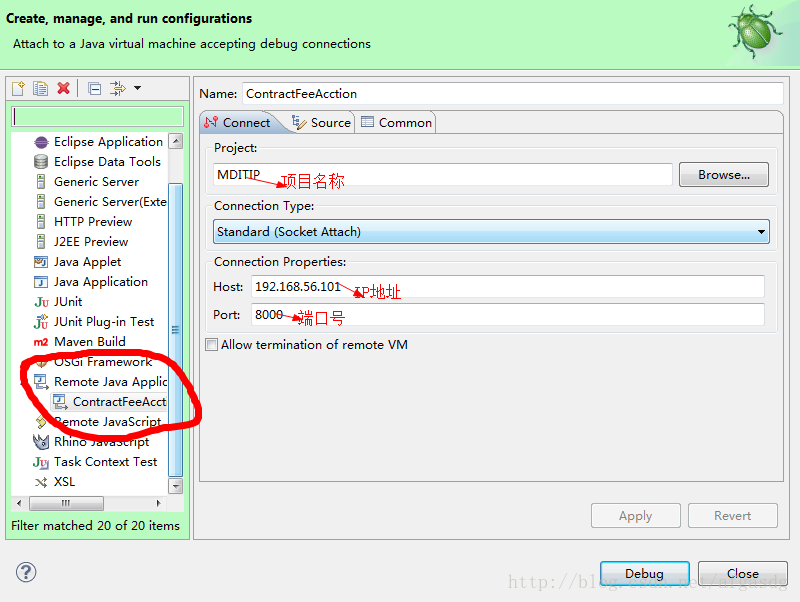 Create, manage, and run configurations
Attach to a Java virtual machine accepting debug connections
Eclipse Application
Eclipse Data Tools
Generic Server
Generic Server(Exte
HTTP Preview
J2EE Preview
Java Applet
Java Application
JUnit
JUnit Plug-in Test
Maven Build
OSGi Framework
Remote Java Applic
ContractFeeAcct
Remote JavaScript
Rhino JavaScript
Task Context Test
XSL
Filter matched 20 of 20 items
Name: ContractFeeAcction
Connect Source Common
Project:
MDITIP 项目名称 Browse...
Connection Type:
Standard (Socket Attach)
Connection Properties:
Host: 192.168.56.101 IP地址
Port: 8000 端口号
Allow termination of remote VM
Apply Revert
Debug Close